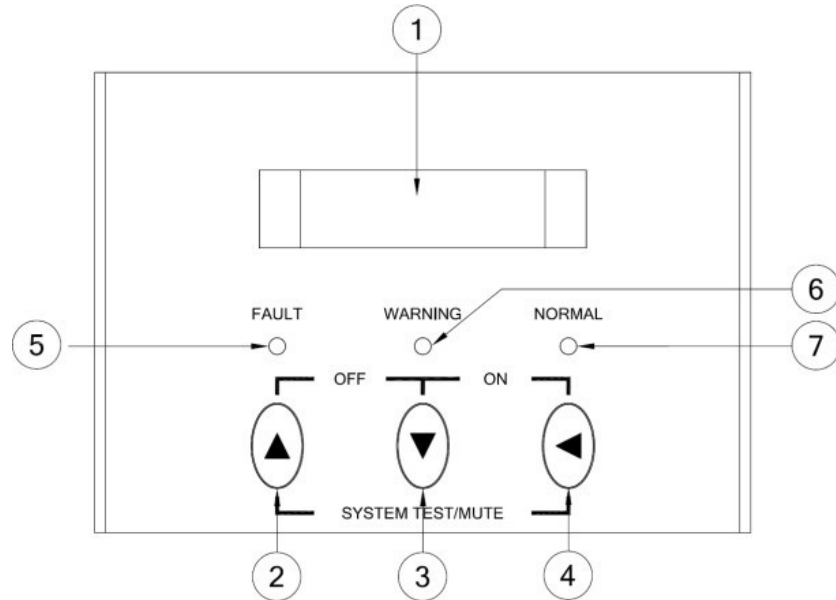 1
6
FAULT WARNING NORMAL
5
7
OFF ON
SYSTEM TEST/MUTE
2 3 4